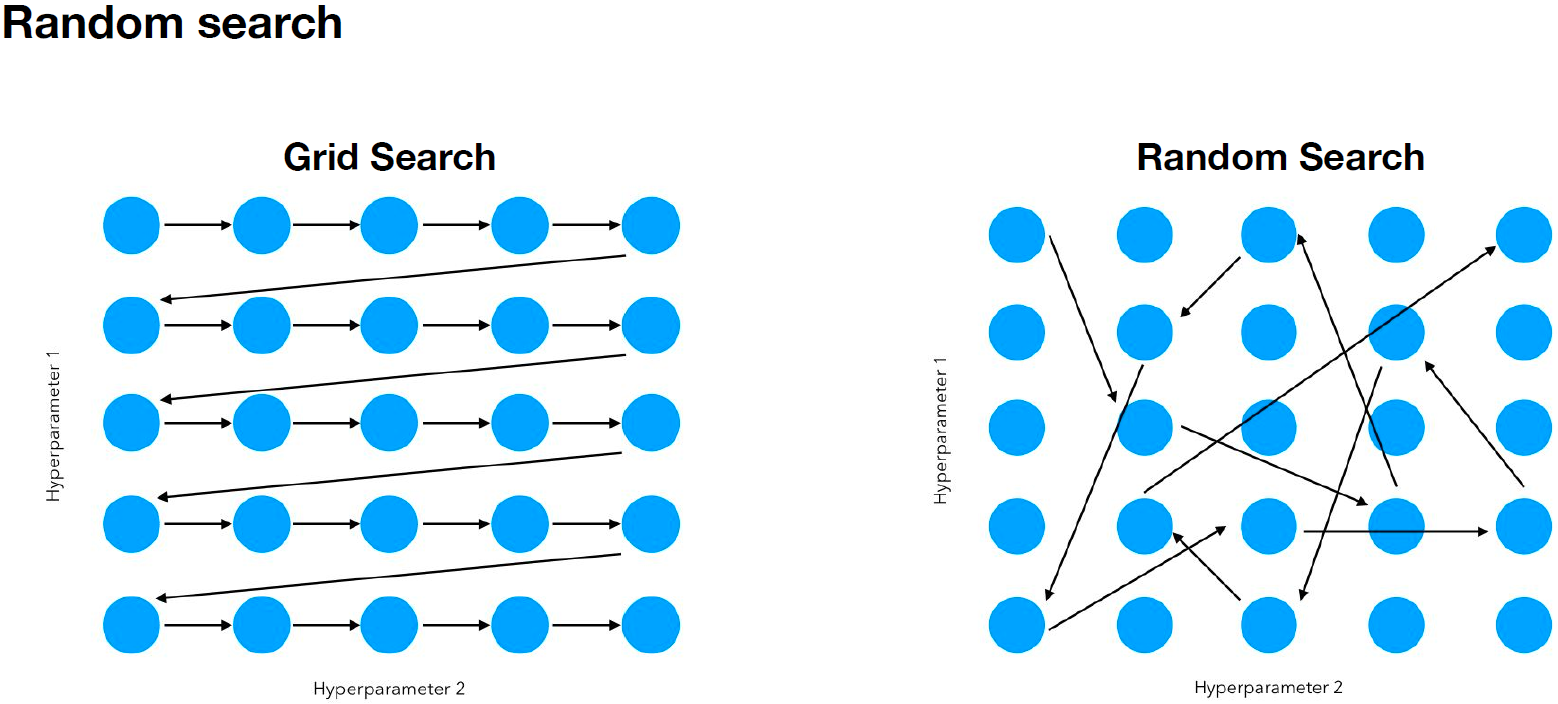 Random search
Grid Search
Hyperparameter 1
Hyperparameter 2
Random Search
Hyperparameter 1
Hyperparameter 2